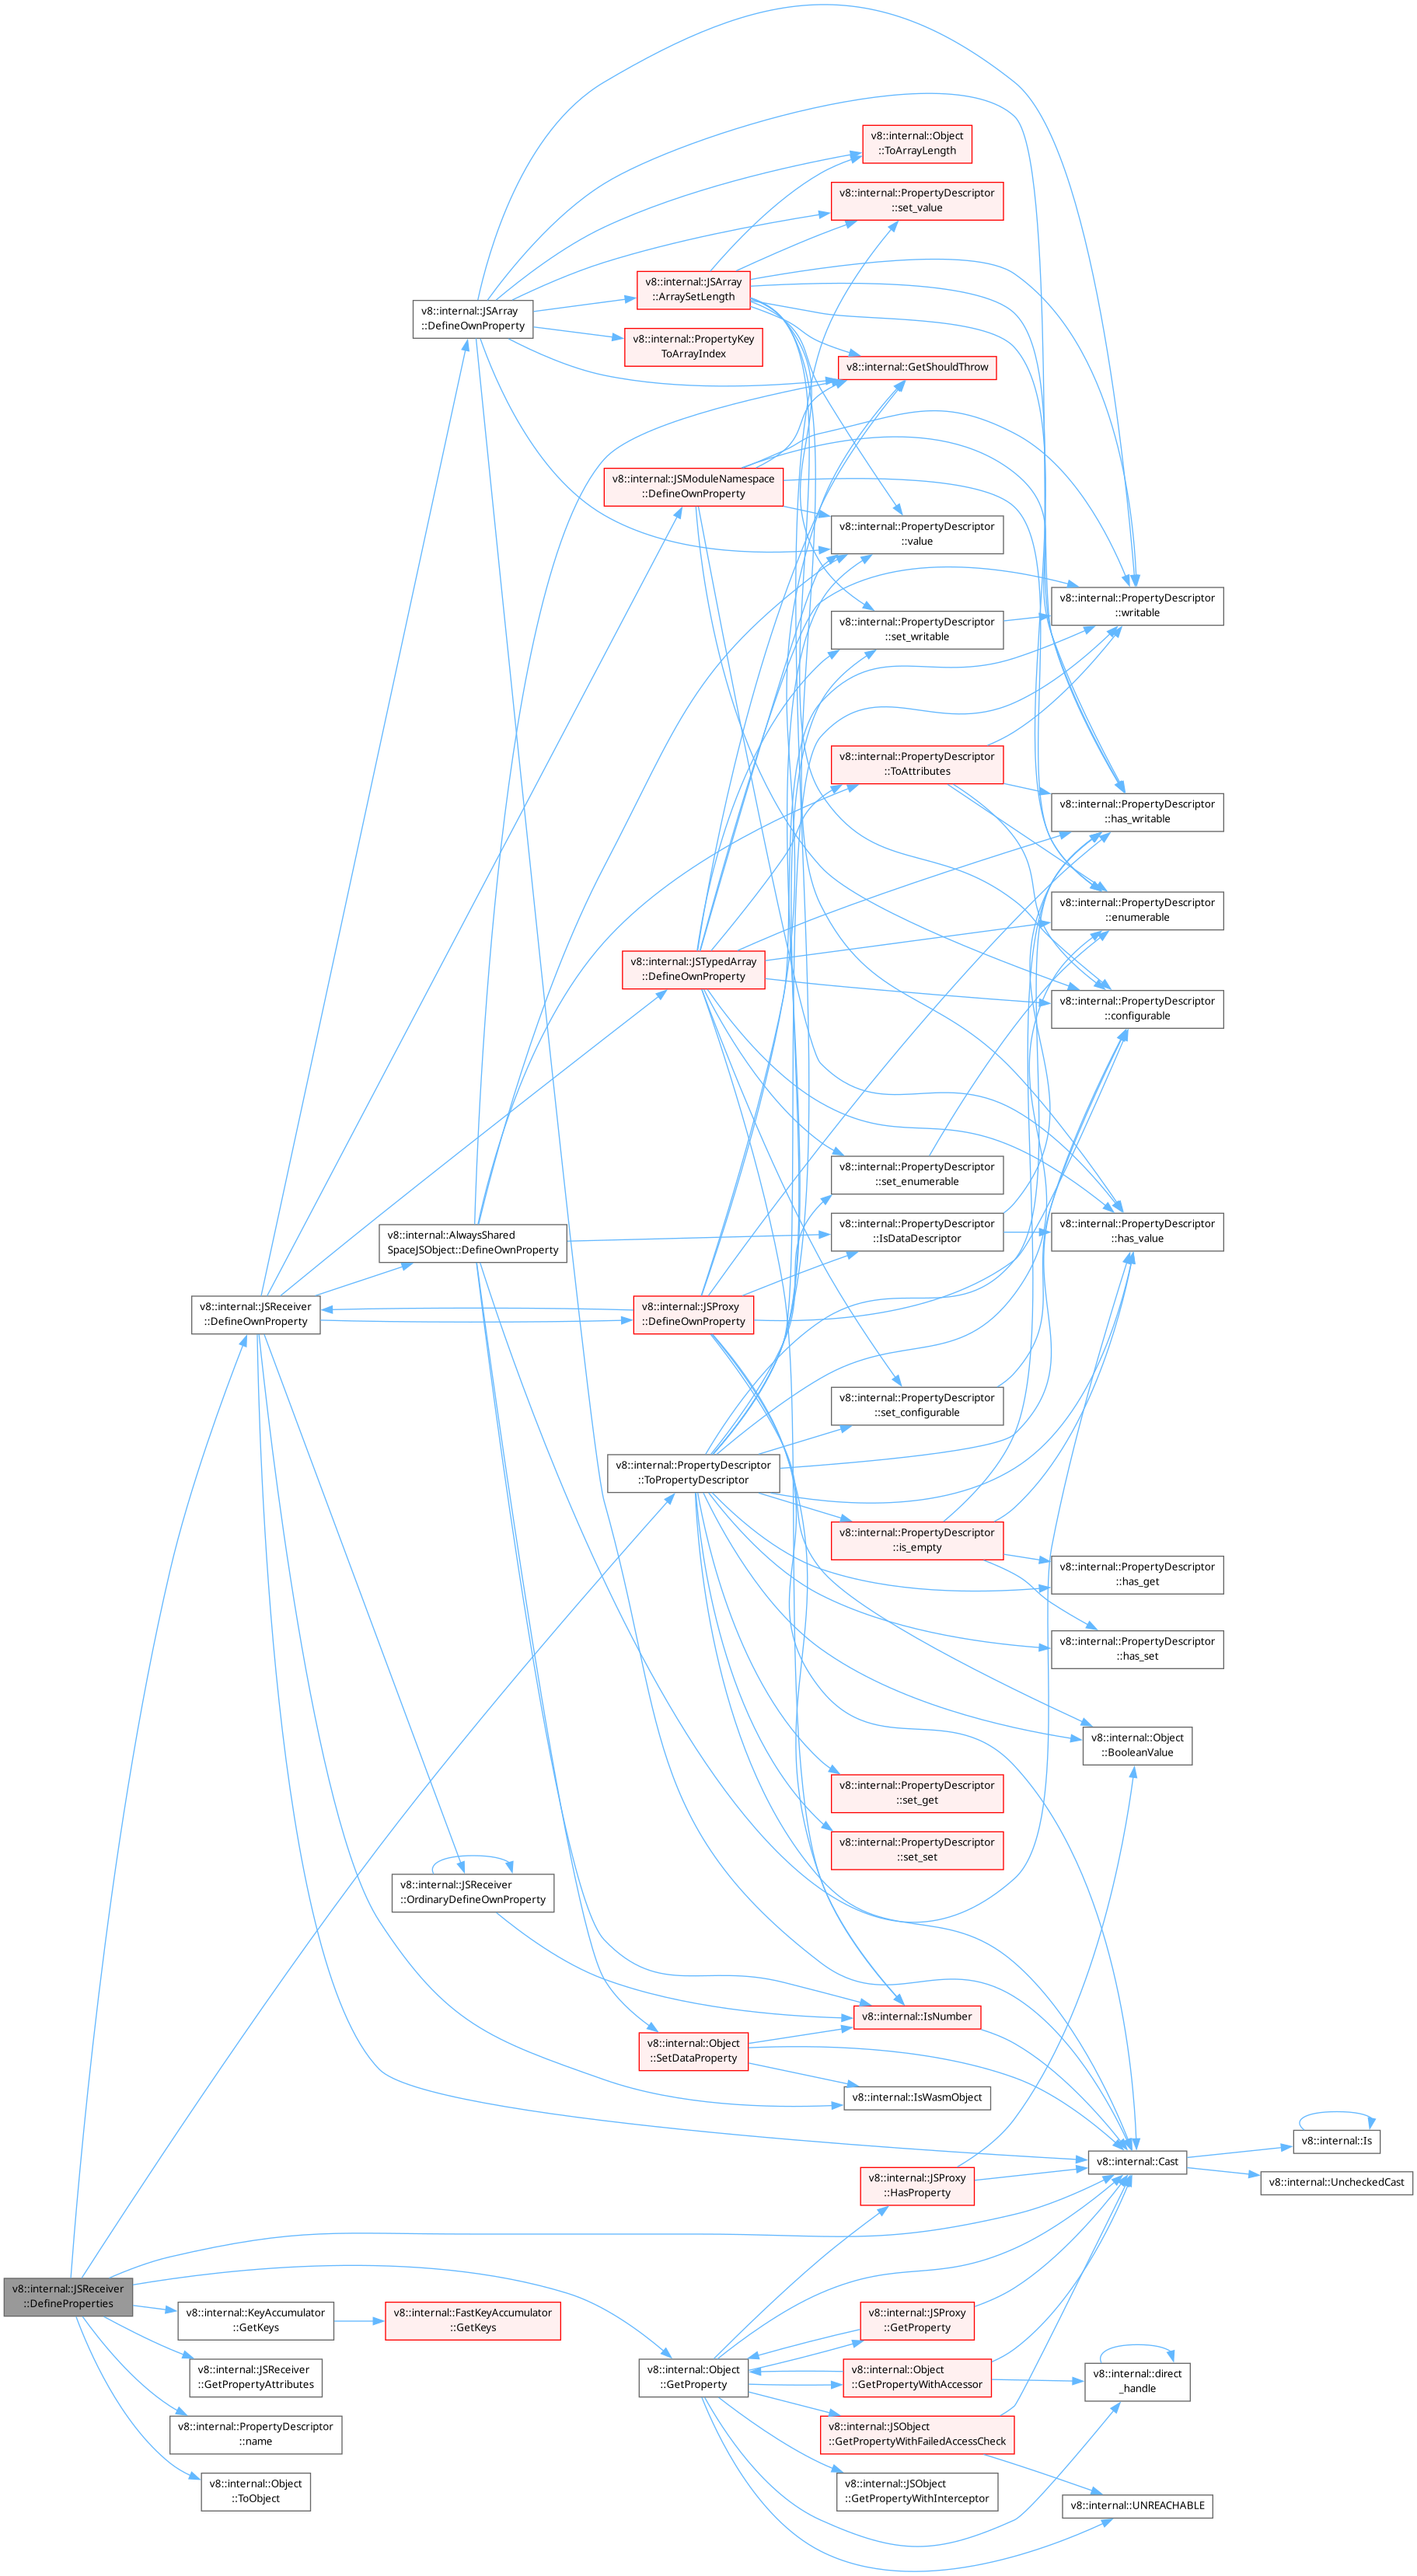 v8::internal::Object
::ToArrayLength
v8::internal::PropertyDescriptor
::set_value
v8::internal::JSArray
::ArraySetLength
v8::internal::JSArray
::DefineOwnProperty
v8::internal::PropertyKey
ToArrayIndex
v8::internal::GetShouldThrow
v8::internal::JSModuleNamespace
::DefineOwnProperty
v8::internal::PropertyDescriptor
::value
v8::internal::PropertyDescriptor
::writable
v8::internal::PropertyDescriptor
::set_writable
v8::internal::PropertyDescriptor
::ToAttributes
v8::internal::PropertyDescriptor
::has_writable
v8::internal::PropertyDescriptor
::enumerable
v8::internal::JSTypedArray
::DefineOwnProperty
v8::internal::PropertyDescriptor
::configurable
v8::internal::PropertyDescriptor
::set_enumerable
v8::internal::AlwaysShared
SpaceJSObject::DefineOwnProperty
v8::internal::PropertyDescriptor
::IsDataDescriptor
v8::internal::PropertyDescriptor
::has_value
v8::internal::JSReceiver
::DefineOwnProperty
v8::internal::JSProxy
::DefineOwnProperty
v8::internal::PropertyDescriptor
::set_configurable
v8::internal::PropertyDescriptor
::ToPropertyDescriptor
v8::internal::PropertyDescriptor
::is_empty
v8::internal::PropertyDescriptor
::has_get
v8::internal::PropertyDescriptor
::has_set
v8::internal::Object
::BooleanValue
v8::internal::PropertyDescriptor
::set_get
v8::internal::PropertyDescriptor
::set_set
v8::internal::JSReceiver
::OrdinaryDefineOwnProperty
v8::internal::IsNumber
v8::internal::Object
::SetDataProperty
v8::internal::IsWasmObject
v8::internal::Is
v8::internal::Cast
v8::internal::UncheckedCast
v8::internal::JSProxy
::HasProperty
v8::internal::JSReceiver
::DefineProperties
v8::internal::KeyAccumulator
::GetKeys
v8::internal::FastKeyAccumulator
::GetKeys
v8::internal::JSProxy
::GetProperty
v8::internal::JSReceiver
::GetPropertyAttributes
v8::internal::Object
::GetProperty
v8::internal::Object
::GetPropertyWithAccessor
v8::internal::direct
_handle
v8::internal::PropertyDescriptor
::name
v8::internal::JSObject
::GetPropertyWithFailedAccessCheck
v8::internal::Object
::ToObject
v8::internal::JSObject
::GetPropertyWithInterceptor
v8::internal::UNREACHABLE